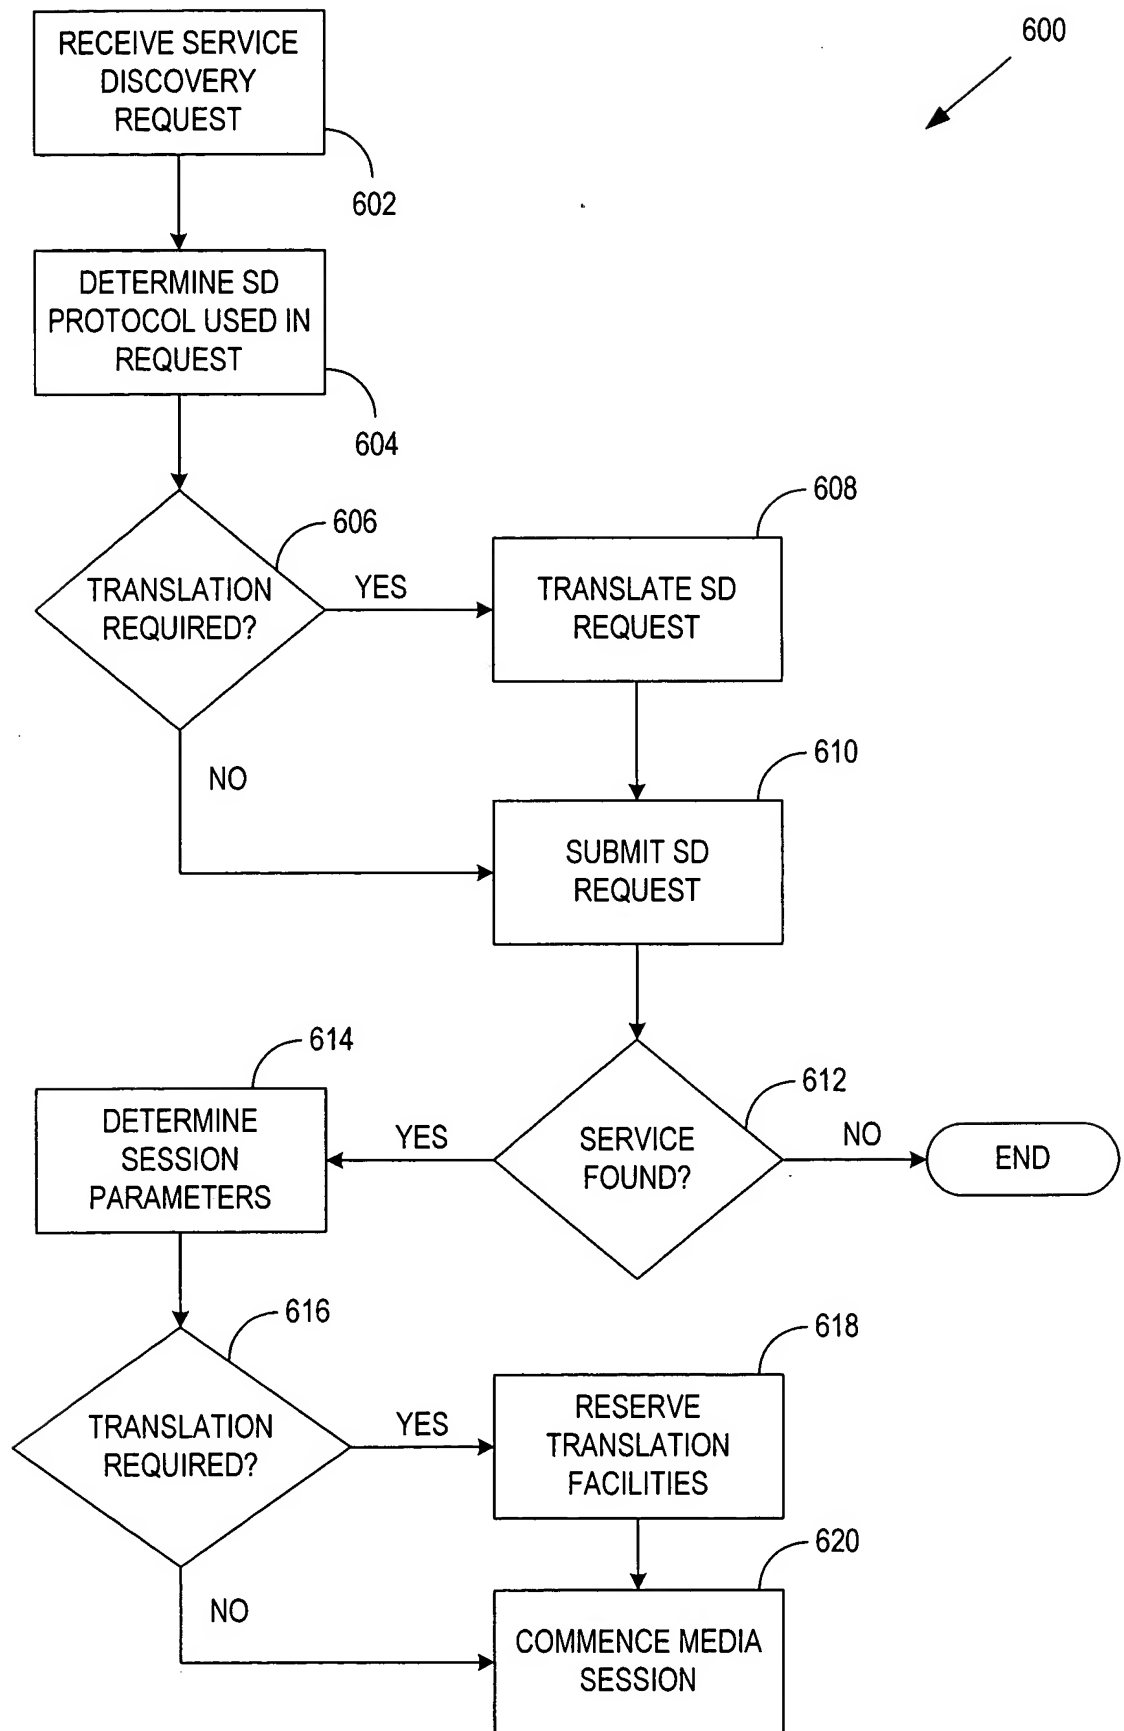 600
RECEIVE SERVICE
DISCOVERY
REQUEST
602
DETERMINE SD
PROTOCOL USED IN
REQUEST
604
606
TRANSLATION
REQUIRED?
YES
NO
608
TRANSLATE SD
REQUEST
610
SUBMIT SD
REQUEST
612
SERVICE
FOUND?
NO
END
YES
614
DETERMINE
SESSION
PARAMETERS
616
TRANSLATION
REQUIRED?
YES
NO
618
RESERVE
TRANSLATION
FACILITIES
620
COMMENCE MEDIA
SESSION